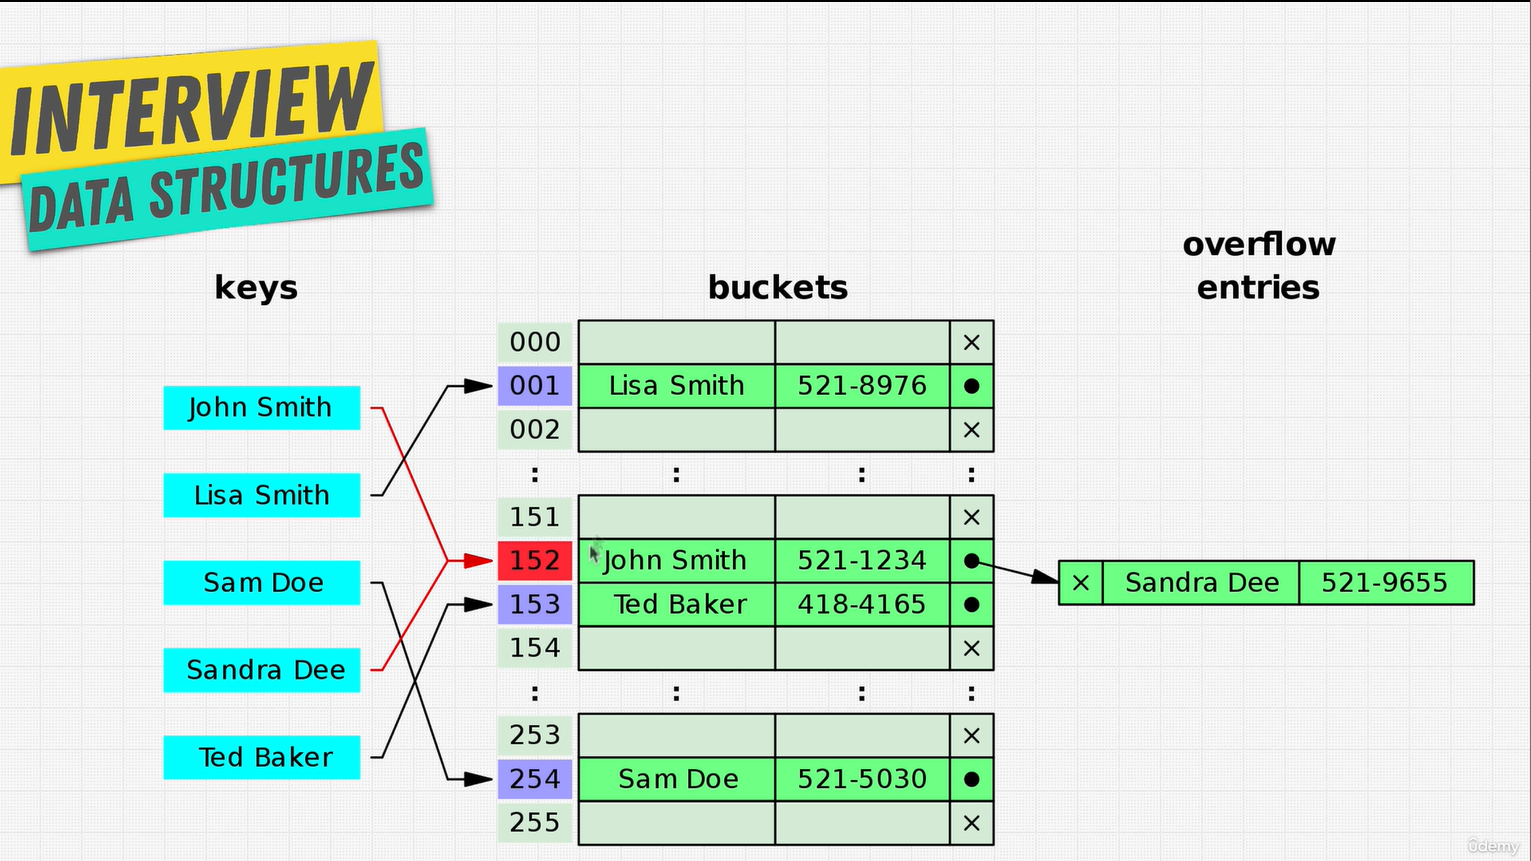 INTERVIEW
DATA STRUCTURES
overflow
keys buckets entries
000 ×
001 Lisa Smith 521-8976 ●
002 ×
: : : :
151 ×
152 John Smith 521-1234 ●
153 Ted Baker 418-4165 ●
154 ×
: : : :
253 ×
254 Sam Doe 521-5030 ●
255 ×
John Smith
Lisa Smith
Sam Doe
Sandra Dee
Ted Baker
× Sandra Dee 521-9655
ûdemy